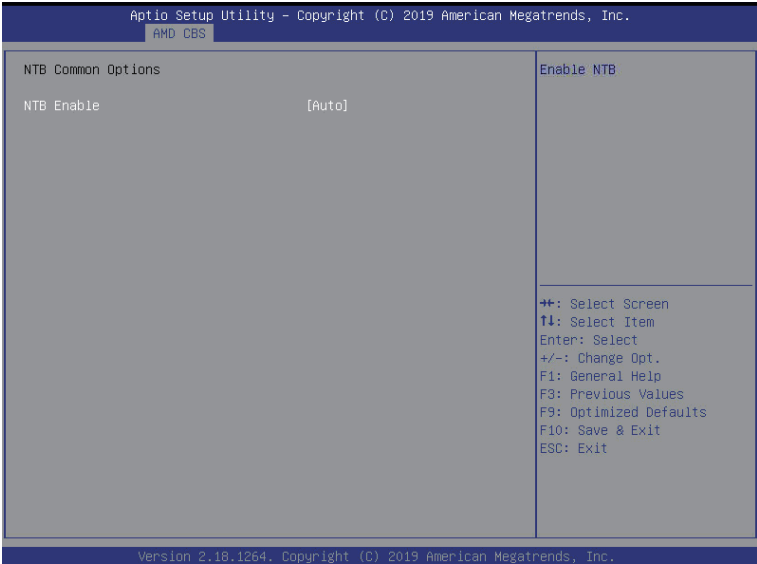 Aptio Setup Utility – Copyright (C) 2019 American Megatrends, Inc.
AMD CBS
NTB Common Options
NTB Enable [Auto]
Enable NTB
→←: Select Screen
↑↓: Select Item
Enter: Select
+/-: Change Opt.
F1: General Help
F3: Previous Values
F9: Optimized Defaults
F10: Save & Exit
ESC: Exit
Version 2.18.1264. Copyright (C) 2019 American Megatrends, Inc.